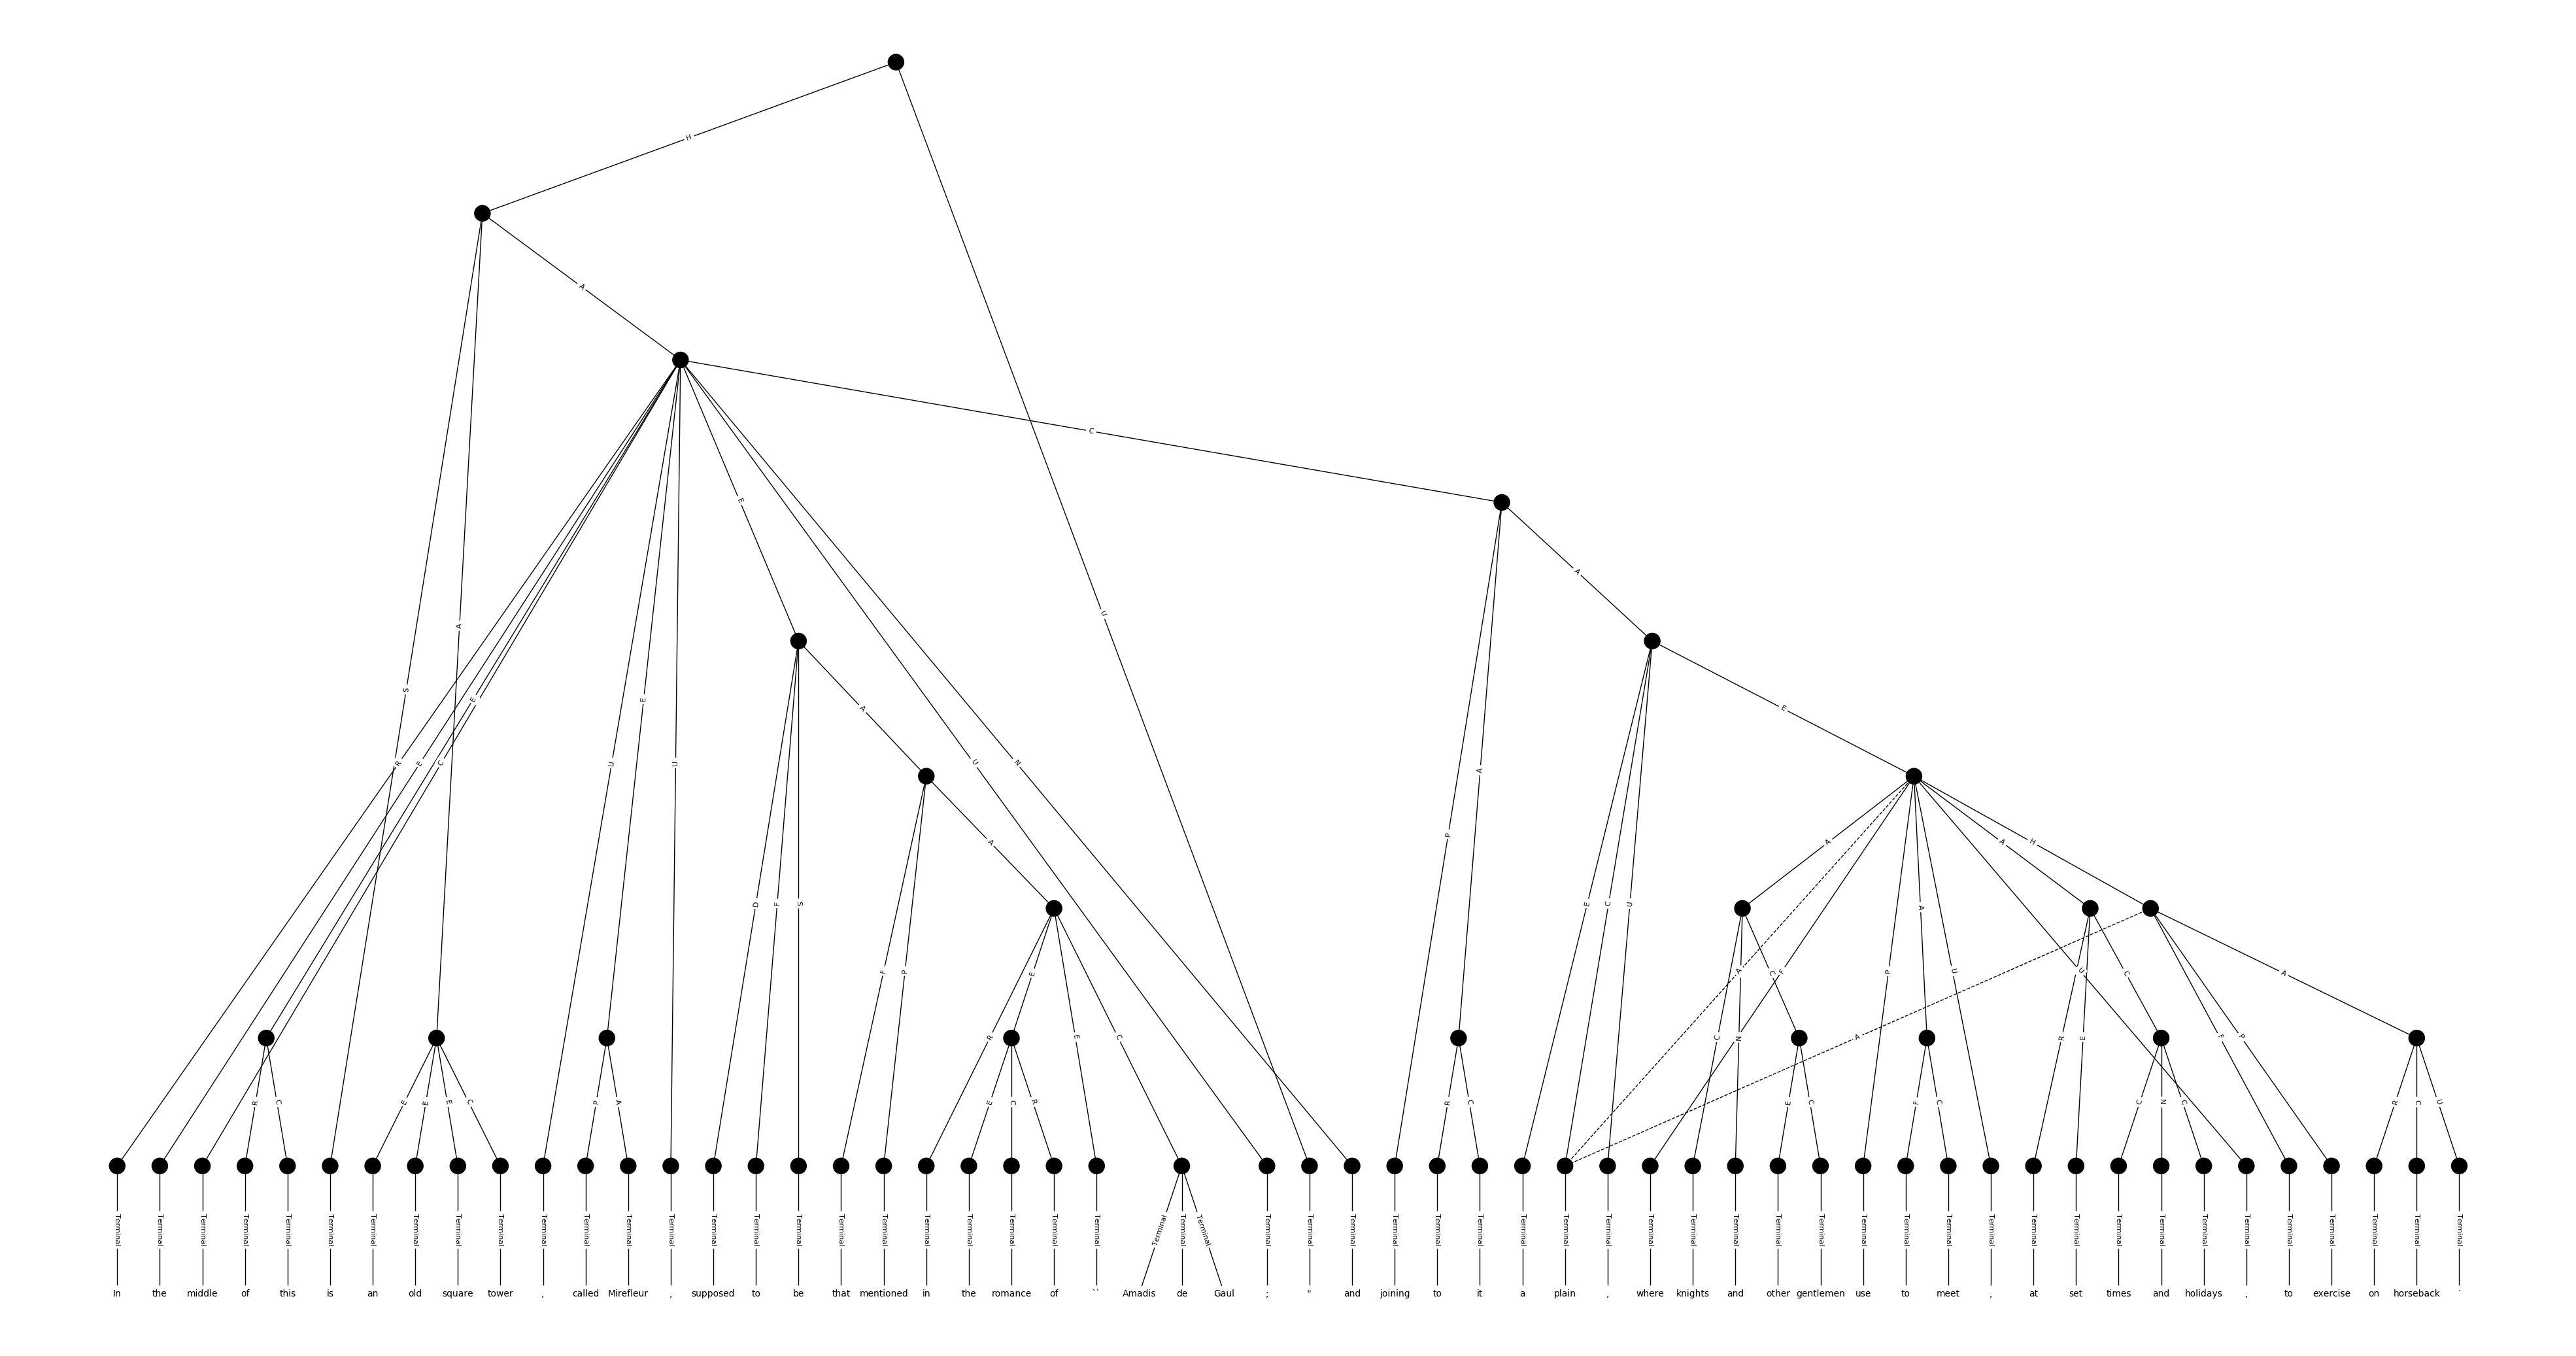 H
S A A
R E C E U E U E U N C
U
P A A
D F S A
E C U E
F P A
A A F P A U A U H
R E E C
C N C
F C
R E C
A F P A
R C E E E C P A E C R R C E C C N C R C U
Terminal Terminal Terminal Terminal Terminal Terminal Terminal Terminal Terminal Terminal Terminal Terminal Terminal Terminal Terminal Terminal Terminal Terminal Terminal Terminal Terminal Terminal Terminal Terminal Terminal Terminal Terminal Terminal Terminal Terminal Terminal Terminal Terminal Terminal Terminal Terminal Terminal Terminal Terminal Terminal Terminal Terminal Terminal Terminal Terminal Terminal Terminal Terminal Terminal Terminal Terminal Terminal Terminal Terminal Terminal Terminal
In the middle of this is an old square tower , called Mirefleur , supposed to be that mentioned in the romance of `` Amadis de Gaul ; " and joining to it a plain , where knights and other gentlemen use to meet , at set times and holidays , to exercise on horseback .